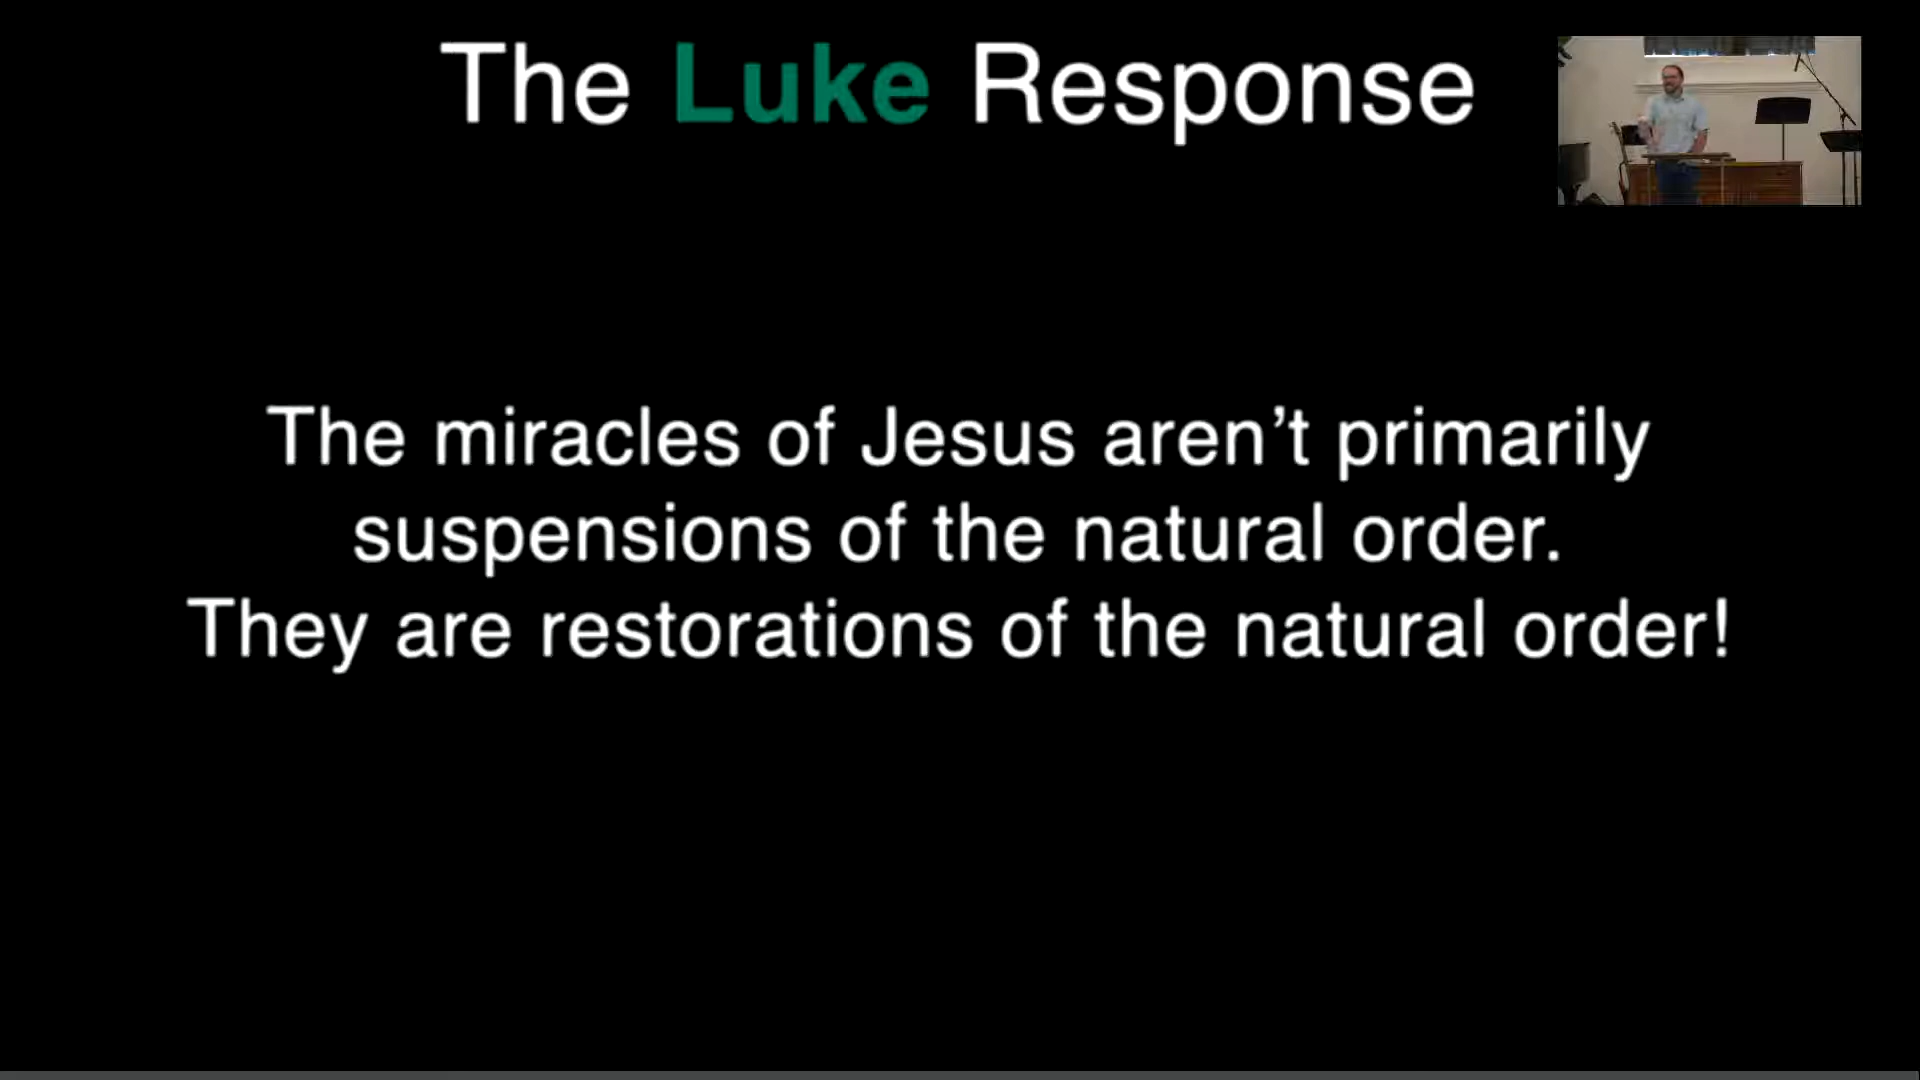 The Luke Response
The miracles of Jesus aren’t primarily
suspensions of the natural order.
They are restorations of the natural order!